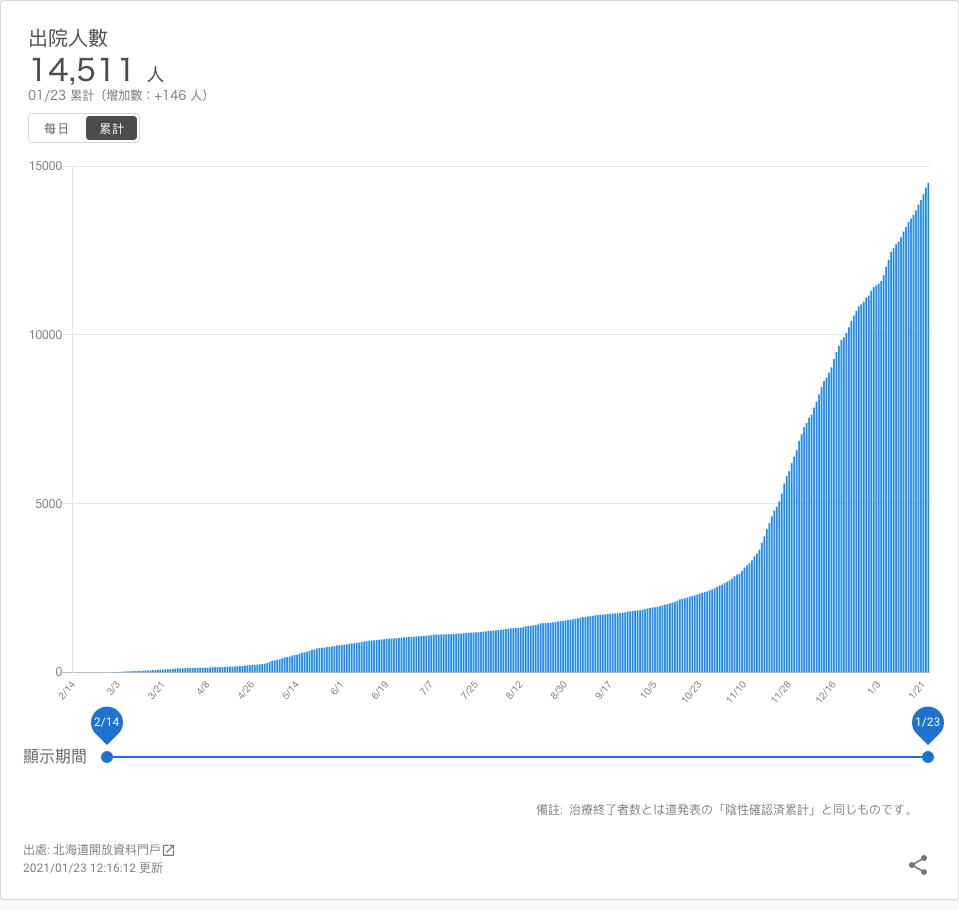 出院人數
14,511 人
01/23 累計（增加數：+146 人）
每日 累計
15000
10000
5000
0
2/14 3/3 3/21 4/8 4/26 5/14 6/1 6/19 7/7 7/25 8/12 8/30 9/17 10/5 10/23 11/10 11/28 12/16 1/3 1/21
2/14 1/23
顯示期間
備註: 治療終了者数とは道発表の「陰性確認済累計」と同じものです。
出處: 北海道開放資料門戶
2021/01/23 12:16:12 更新